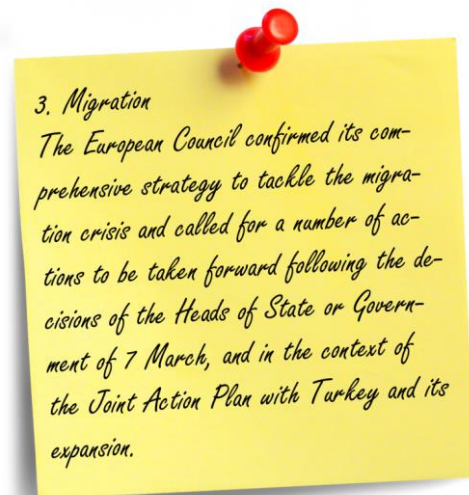 3. Migration
The European Council confirmed its com-
prehensive strategy to tackle the migra-
tion crisis and called for a number of ac-
tions to be taken forward following the de-
cisions of the Heads of State or Govern-
ment of 7 March, and in the context of
the Joint Action Plan with Turkey and its
expansion.